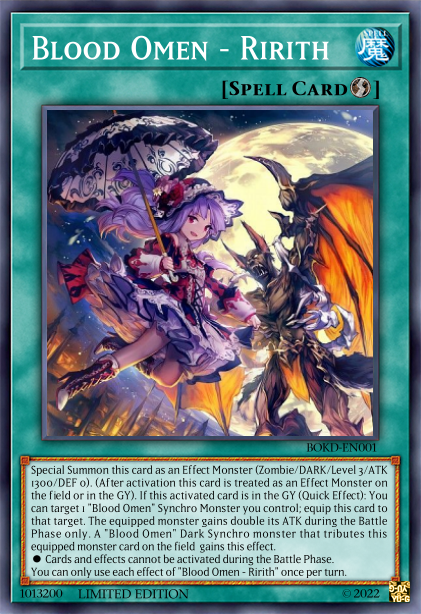 Blood Omen - Ririth
SPELL
魔
[Spell Card ]
BOKD-EN001
Special Summon this card as an Effect Monster (Zombie/DARK/Level 3/ATK
1300/DEF 0). (After activation this card is treated as an Effect Monster on
the field or in the GY). If this activated card is in the GY (Quick Effect): You
can target 1 "Blood Omen" Synchro Monster you control; equip this card to
that target. The equipped monster gains double its ATK during the Battle
Phase only. A "Blood Omen" Dark Synchro monster that tributes this
equipped monster card on the field gains this effect.
● Cards and effects cannot be activated during the Battle Phase.
You can only use each effect of "Blood Omen - Ririth" once per turn.
1013200 LIMITED EDITION © 2022